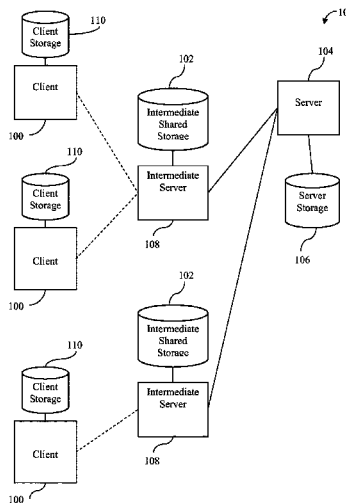 10
110
Client
Storage
102
104
Client
Intermediate
Shared
Storage
Server
100
110
Client
Storage
Intermediate
Server
Server
Storage
Client
108
106
100
102
110
Intermediate
Shared
Storage
Client
Storage
Intermediate
Server
Client
108
100